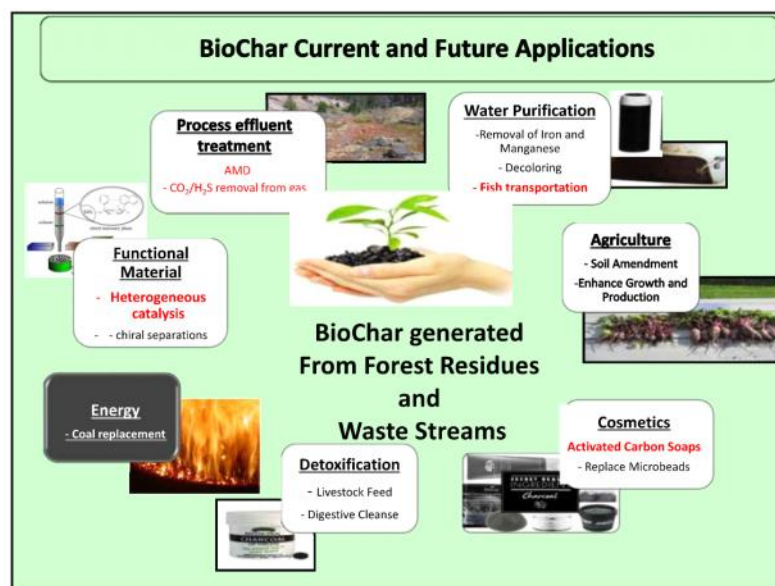 BioChar Current and Future Applications
Process effluent
treatment
AMD
- CO2/H2S removal from gas
Water Purification
-Removal of Iron and
Manganese
- Decoloring
- Fish transportation
Functional
Material
- Heterogeneous
catalysis
- - chiral separations
Agriculture
- Soil Amendment
-Enhance Growth and
Production
BioChar generated
From Forest Residues
and
Waste Streams
Energy
- Coal replacement
Detoxification
- Livestock Feed
- Digestive Cleanse
CHARCOAL
Cosmetics
Activated Carbon Soaps
- Replace Microbeads
INGREDIENT
Charcoal